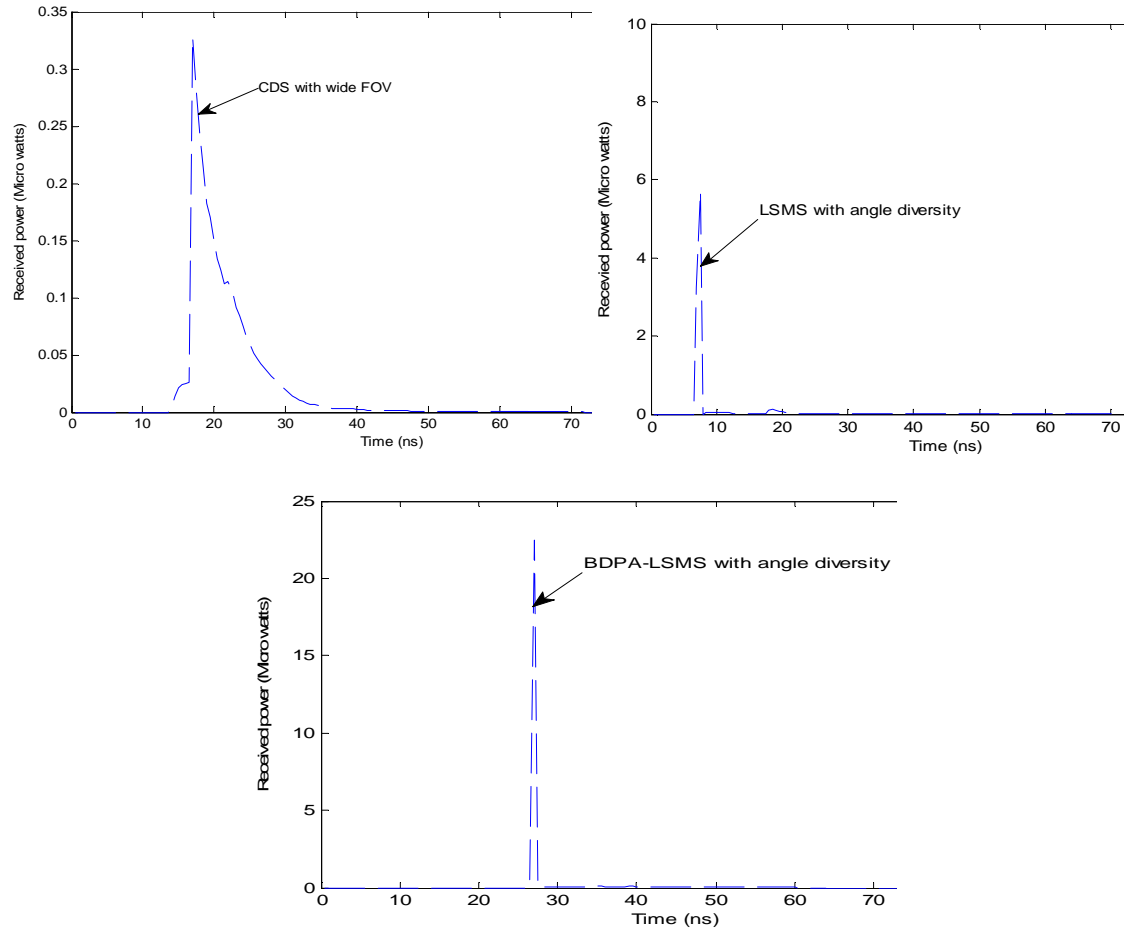 0.35
0.3
0.25
0.2
0.15
0.1
0.05
0
Received power (Micro watts)
CDS with wide FOV
0 10 20 30 40 50 60 70
Time (ns)
10
8
6
4
2
0
Recevied power (Micro watts)
LSMS with angle diversity
0 10 20 30 40 50 60 70
Time (ns)
25
20
15
10
5
0
Received power (Micro watts)
BDPA-LSMS with angle diversity
0 10 20 30 40 50 60 70
Time (ns)